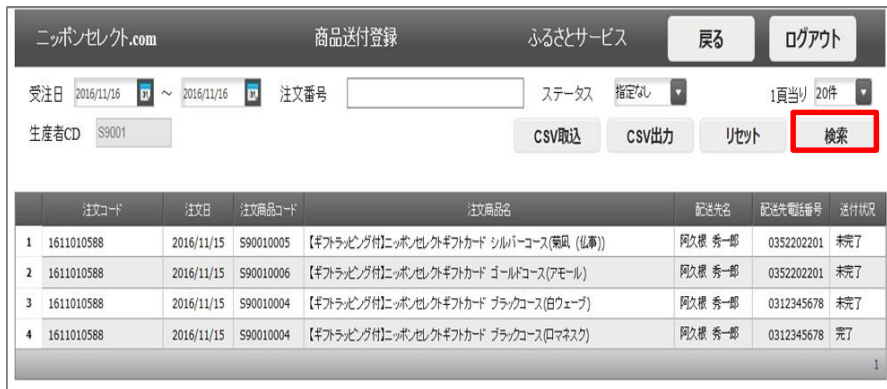 ニッポンセレクト.com 商品送付登録 ふるさとサービス 戻る ログアウト
受注日 2016/11/16 31 ～ 2016/11/16 31 注文番号 ステータス 指定なし 1頁当り 20件
生産者CD S9001 CSV取込 CSV出力 リセット 検索
注文コード 注文日 注文商品コード 注文商品名 配送先名 配送先電話番号 送付状況
1 1611010588 2016/11/15 S90010005 【ギフトラッピング付】ニッポンセレクトギフトカード シルバーコース(菊凪 (仏事)) 阿久根 秀一郎 0352202201 未完了
2 1611010588 2016/11/15 S90010006 【ギフトラッピング付】ニッポンセレクトギフトカード ゴールドコース(アモール) 阿久根 秀一郎 0352202201 未完了
3 1611010588 2016/11/15 S90010004 【ギフトラッピング付】ニッポンセレクトギフトカード ブラックコース(白ウェーブ) 阿久根 秀一郎 0312345678 未完了
4 1611010588 2016/11/15 S90010004 【ギフトラッピング付】ニッポンセレクトギフトカード ブラックコース(ロマネスク) 阿久根 秀一郎 0312345678 完了
1